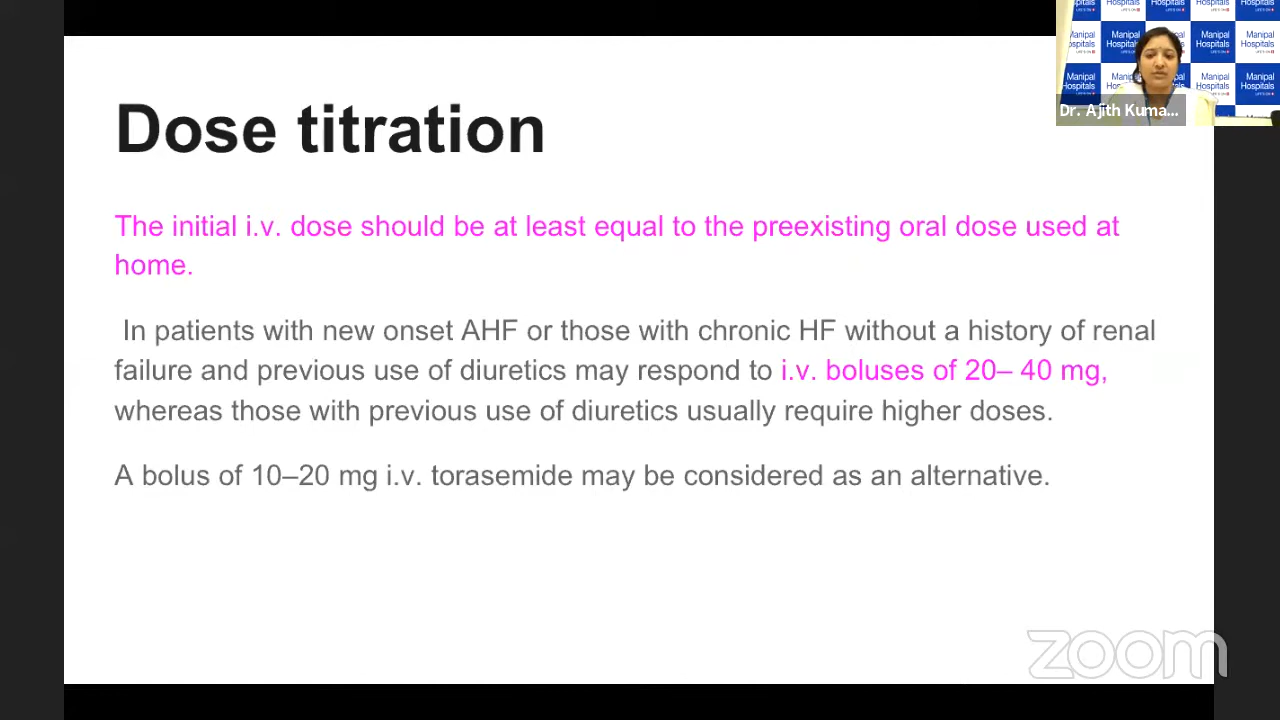 Dose titration
The initial i.v. dose should be at least equal to the preexisting oral dose used at
home.
In patients with new onset AHF or those with chronic HF without a history of renal
failure and previous use of diuretics may respond to i.v. boluses of 20– 40 mg,
whereas those with previous use of diuretics usually require higher doses.
A bolus of 10–20 mg i.v. torasemide may be considered as an alternative.
Manipal
Hospitals
Dr. Ajith Kuma...
zoom